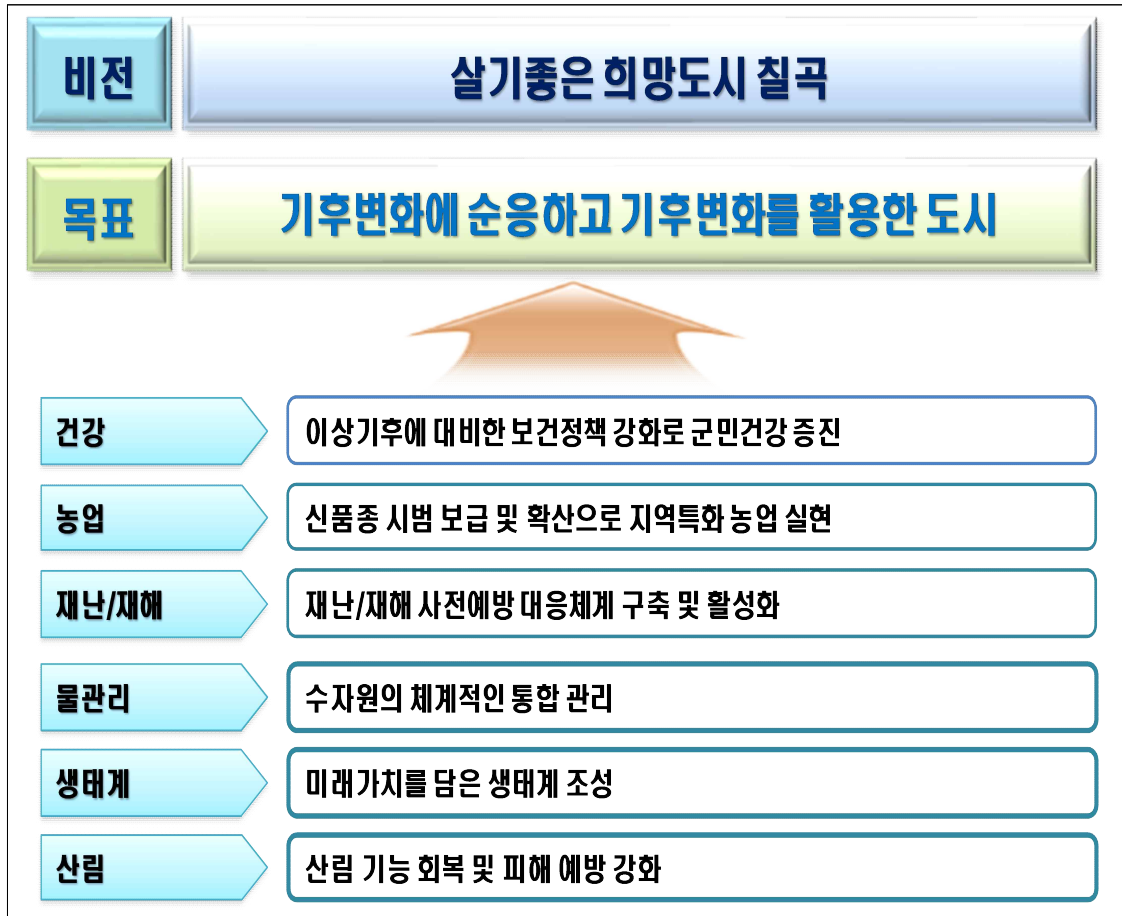 비전
살기좋은 희망도시 칠곡
목표
기후변화에 순응하고 기후변화를 활용한 도시
건강
이상기후에 대비한 보건정책 강화로 군민건강 증진
농업
신품종 시범 보급 및 확산으로 지역특화 농업 실현
재난/재해
재난/재해 사전예방 대응체계 구축 및 활성화
물관리
수자원의 체계적인 통합 관리
생태계
미래가치를 담은 생태계 조성
산림
산림 기능 회복 및 피해 예방 강화